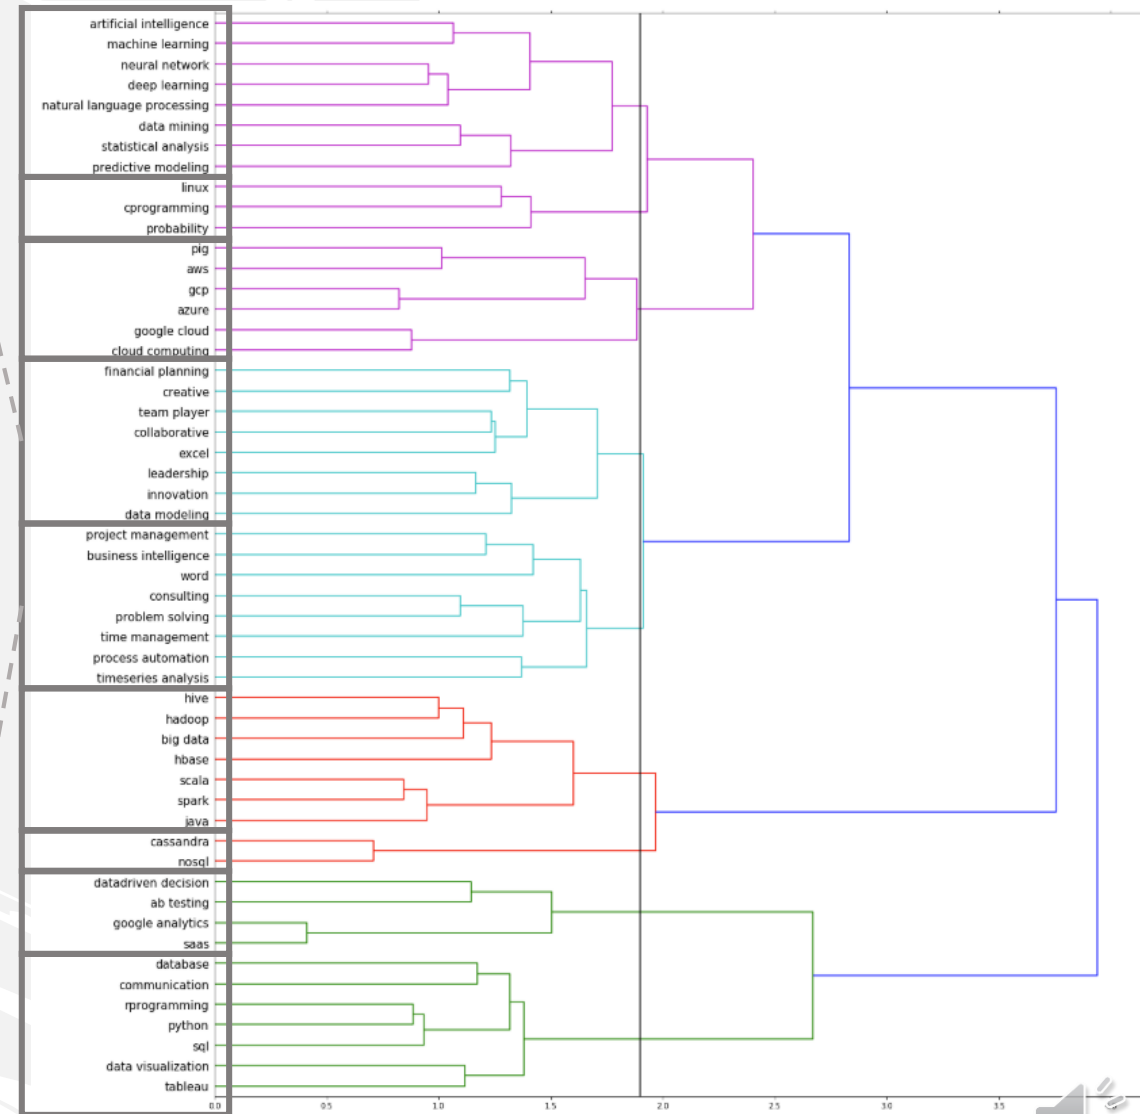 artificial intelligence
machine learning
neural network
deep learning
natural language processing
data mining
statistical analysis
predictive modeling
linux
cprogramming
probability
pig
aws
gcp
azure
google cloud
cloud computing
financial planning
creative
team player
collaborative
excel
leadership
innovation
data modeling
project management
business intelligence
word
consulting
problem solving
time management
process automation
timeseries analysis
hive
hadoop
big data
hbase
scala
spark
java
cassandra
nosql
datadriven decision
ab testing
google analytics
saas
database
communication
rprogramming
python
sql
data visualization
tableau
0.0 0.5 1.0 1.5 2.0 2.5 3.0 3.5